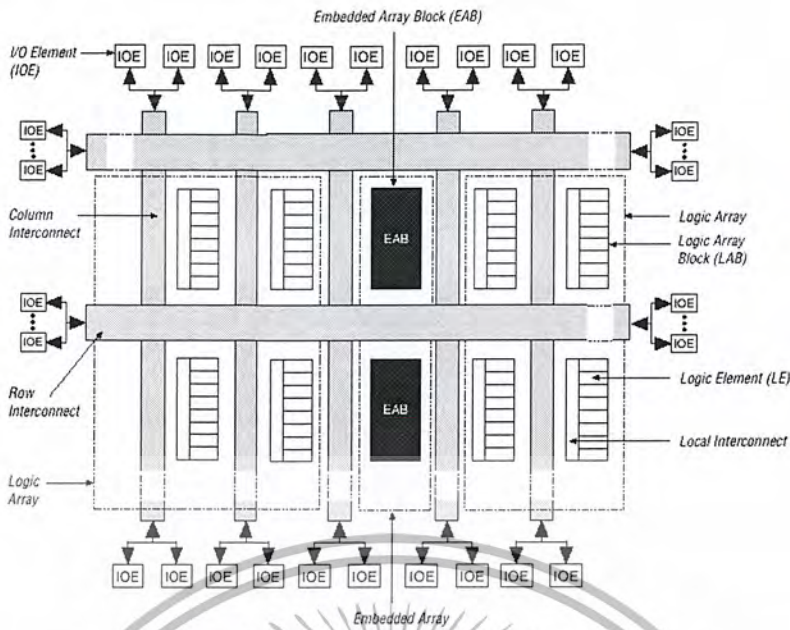 Embedded Array Block (EAB)
I/O Element
(IOE)
IOE IOE IOE IOE IOE IOE IOE IOE IOE IOE
IOE IOE
IOE IOE
Column
Interconnect
EAB
Logic Array
Logic Array
Block (LAB)
IOE IOE
IOE IOE
Row
Interconnect
EAB
Logic Element (LE)
Local Interconnect
Logic
Array
IOE IOE IOE IOE IOE IOE IOE IOE IOE IOE
Embedded Array